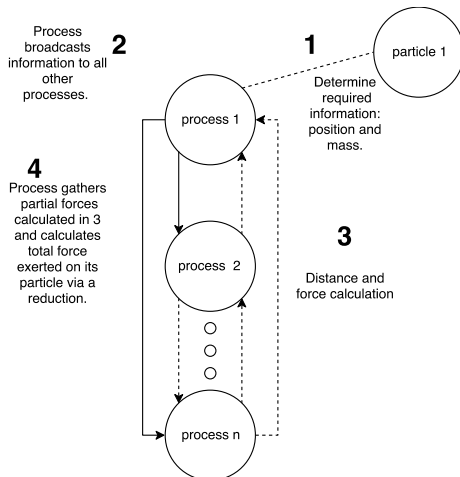 Process
broadcasts
information to all
other
processes.
2
1
particle 1
Determine
required
information:
position and
mass.
process 1
4
Process gathers
partial forces
calculated in 3
and calculates
total force
exerted on its
particle via a
reduction.
3
Distance and
force calculation
process 2
process n